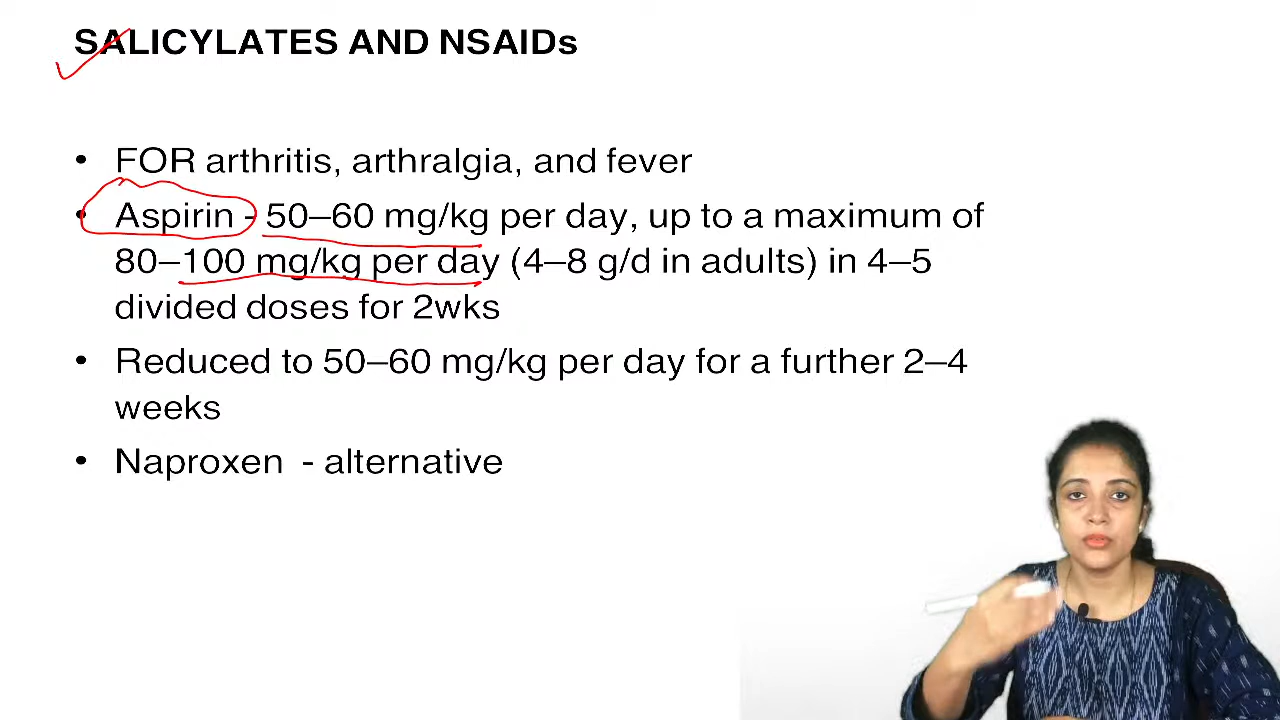 SALICYLATES AND NSAIDs
• FOR arthritis, arthralgia, and fever
• Aspirin - 50–60 mg/kg per day, up to a maximum of
80–100 mg/kg per day (4–8 g/d in adults) in 4–5
divided doses for 2wks
• Reduced to 50–60 mg/kg per day for a further 2–4
weeks
• Naproxen - alternative